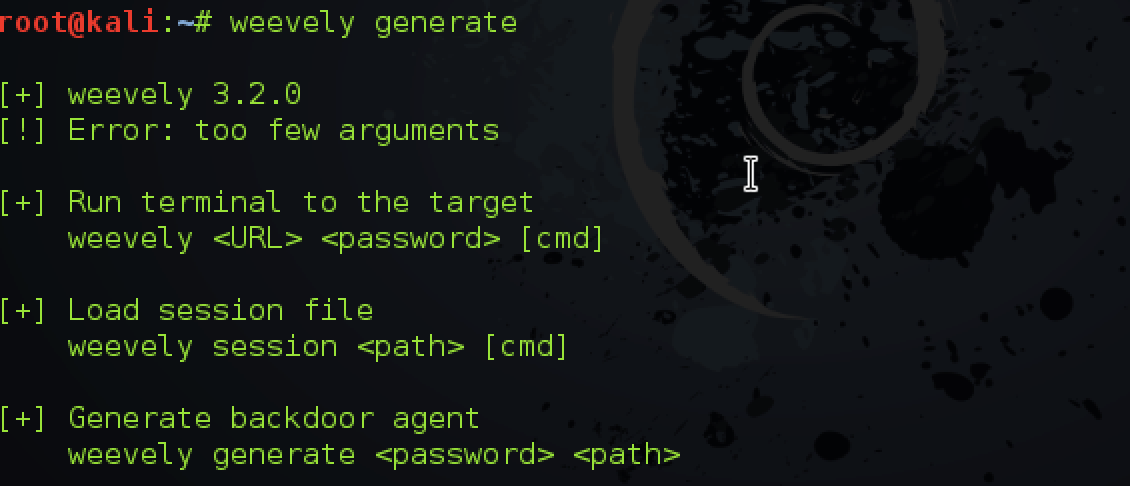 root@kali:~# weevely generate
[+] weevely 3.2.0
[!] Error: too few arguments
[+] Run terminal to the target
weevely <URL> <password> [cmd]
[+] Load session file
weevely session <path> [cmd]
[+] Generate backdoor agent
weevely generate <password> <path>